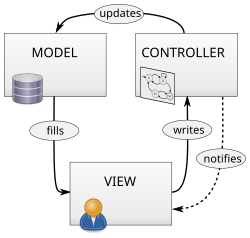 updates
MODEL
CONTROLLER
fills
writes
notifies
VIEW